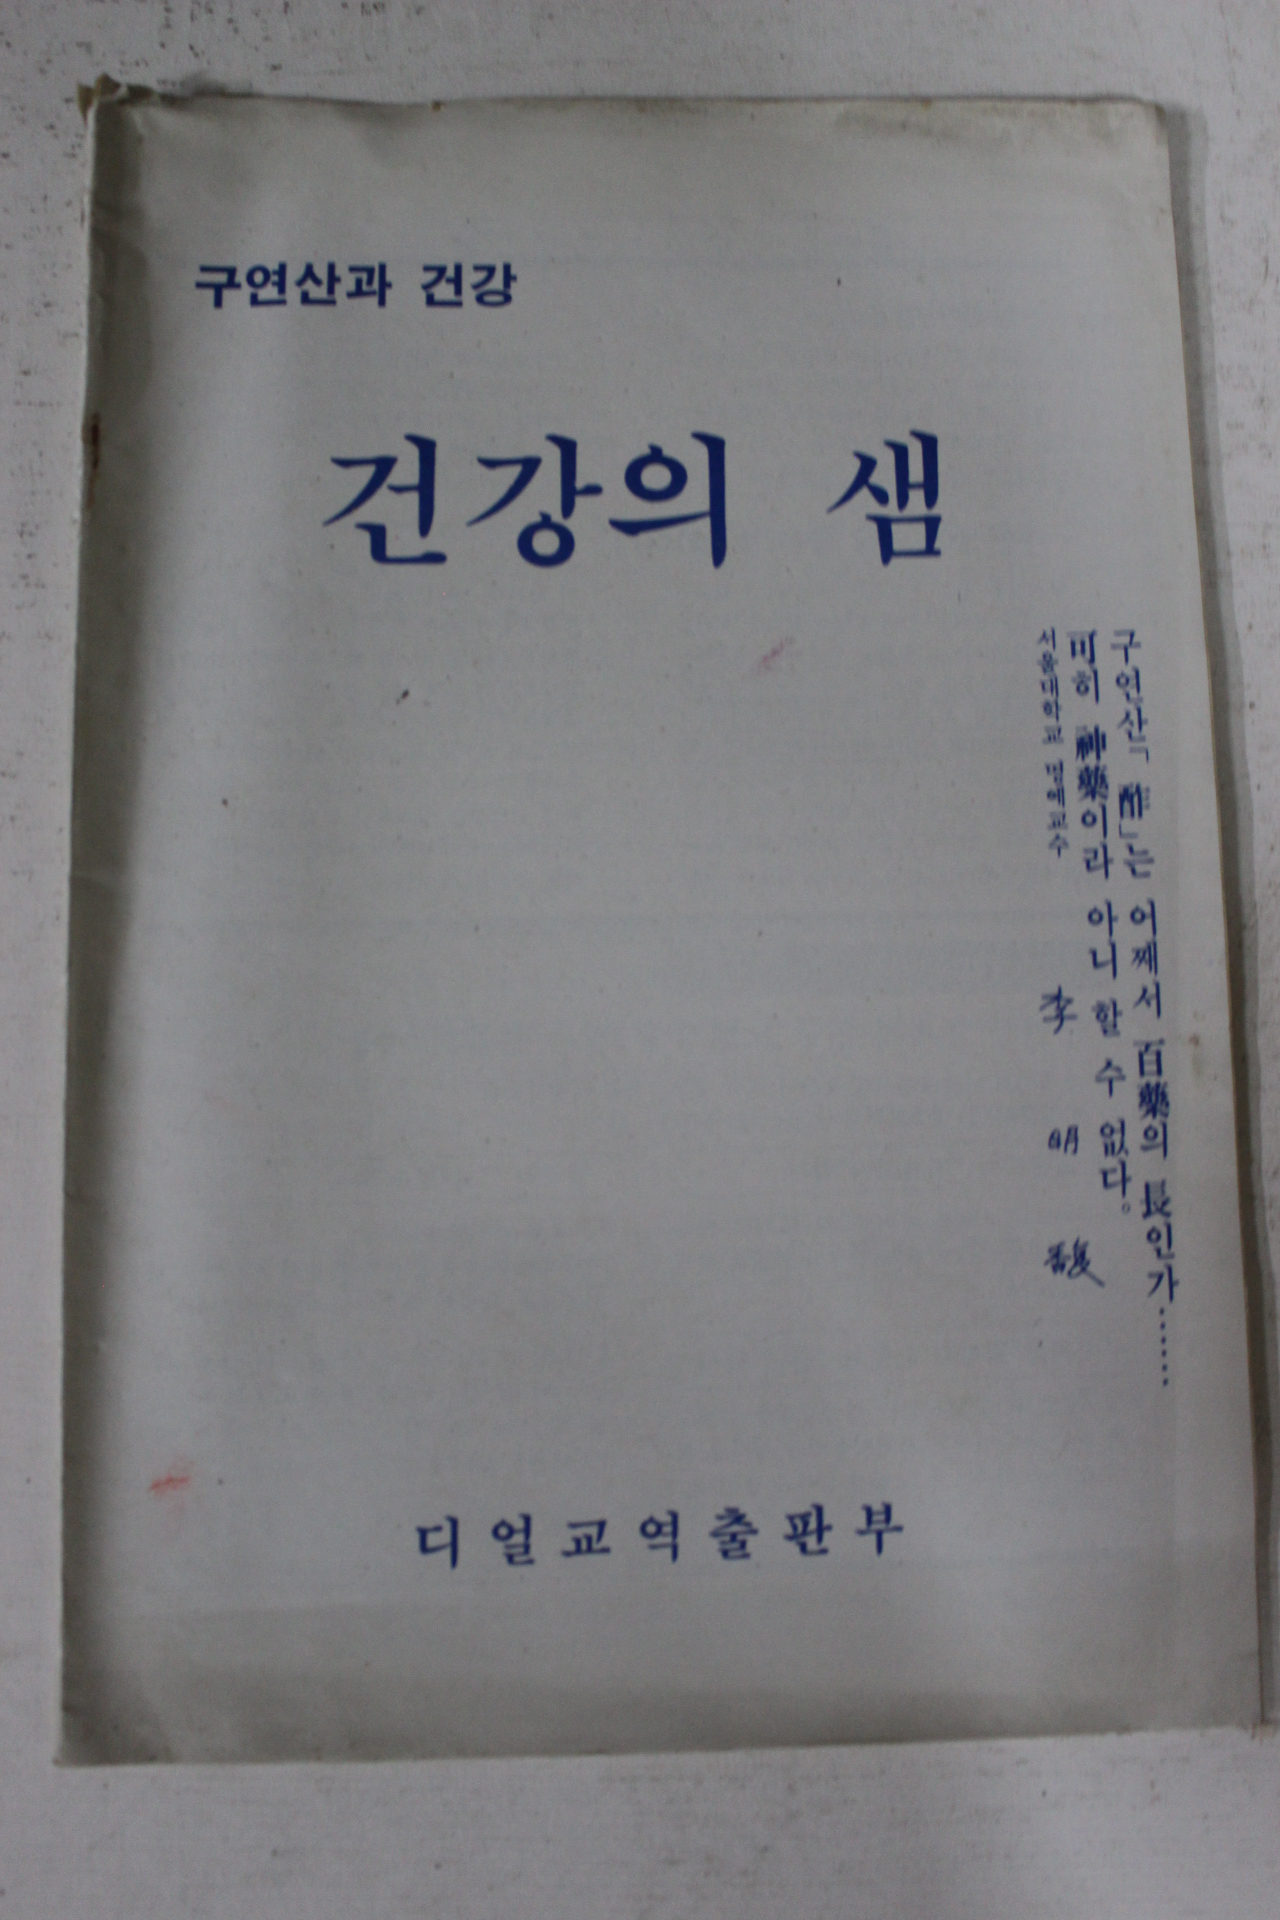 구연산과 건강
건강의 샘
구연산「酢」는 어째서 百藥의 長인가……
可히 神藥이라 아니 할 수 없다。
서울대학교 명예교수 李 明 馥
디얼교역출판부